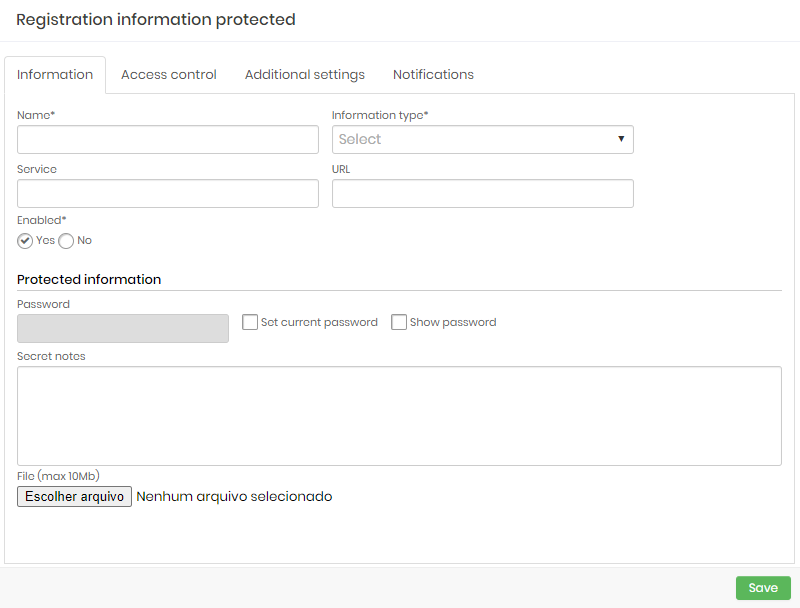 Registration information protected
Information Access control Additional settings Notifications
Name* Information type*
Select
Service URL
Enabled*
Yes No
Protected information
Password
Set current password Show password
Secret notes
File (max 10Mb)
Escolher arquivo Nenhum arquivo selecionado
Save